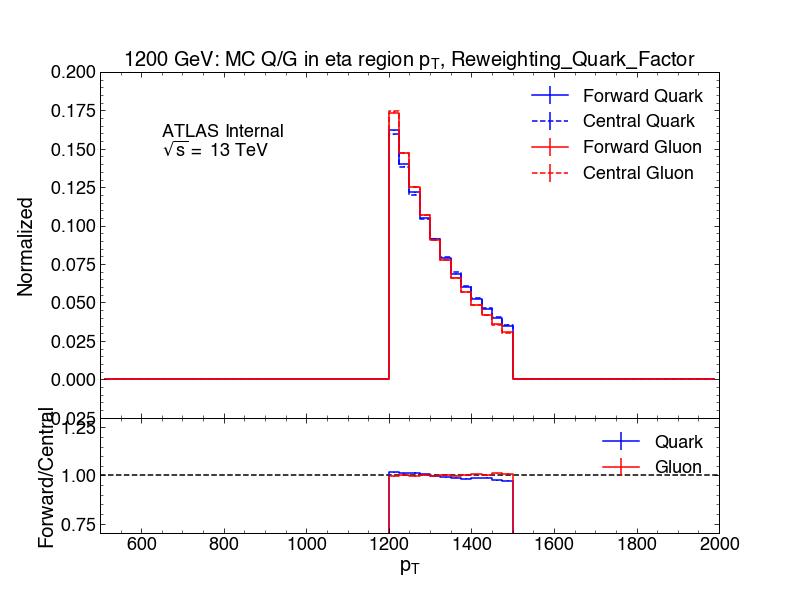 1200 GeV: MC Q/G in eta region pT, Reweighting_Quark_Factor
0.200
0.175
0.150
0.125
0.100
0.075
0.050
0.025
0.000
0.025
Normalized
ATLAS Internal
√s = 13 TeV
Forward Quark
Central Quark
Forward Gluon
Central Gluon
1.25
1.00
0.75
Forward/Central
Quark
Gluon
600 800 1000 1200 1400 1600 1800 2000
pT